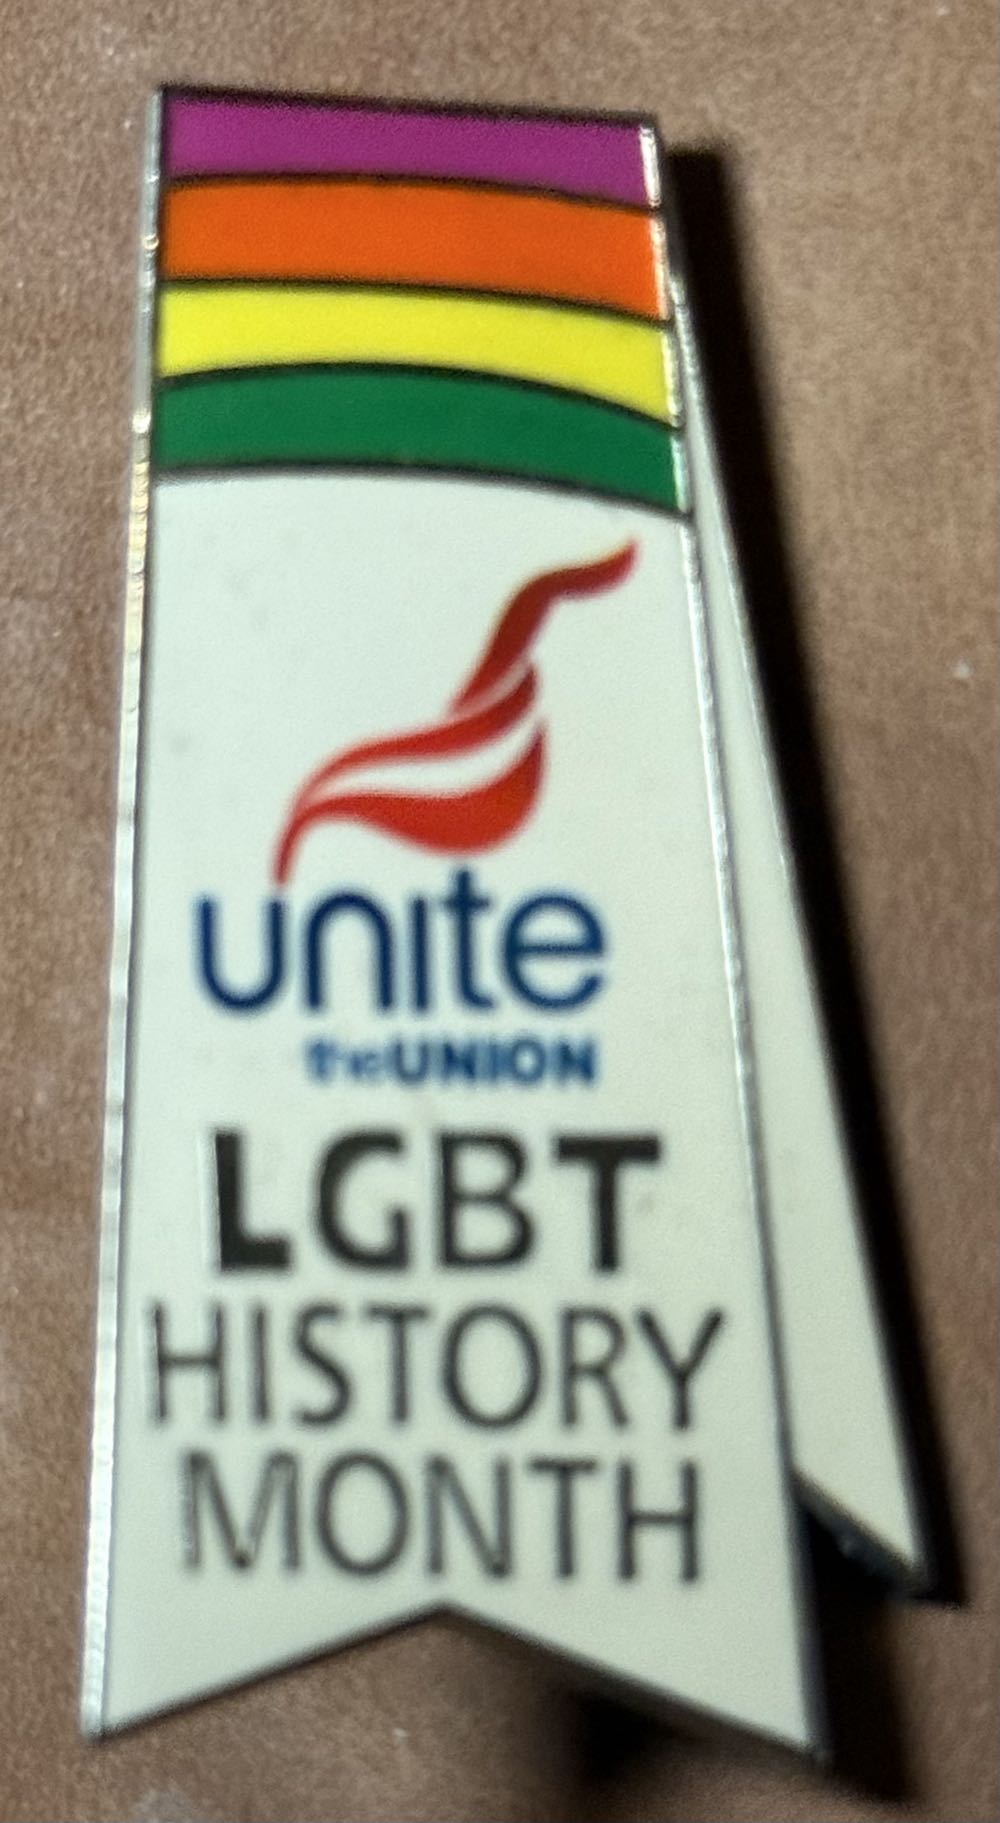 unite
theUNION
LGBT
HISTORY
MONTH